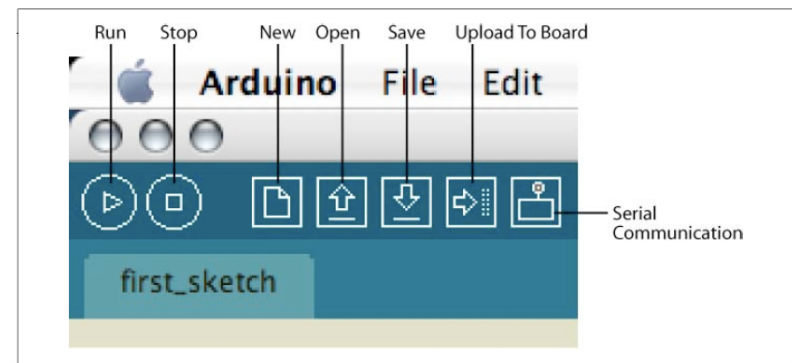 Run Stop New Open Save Upload To Board
Arduino File Edit
Serial
Communication
first_sketch